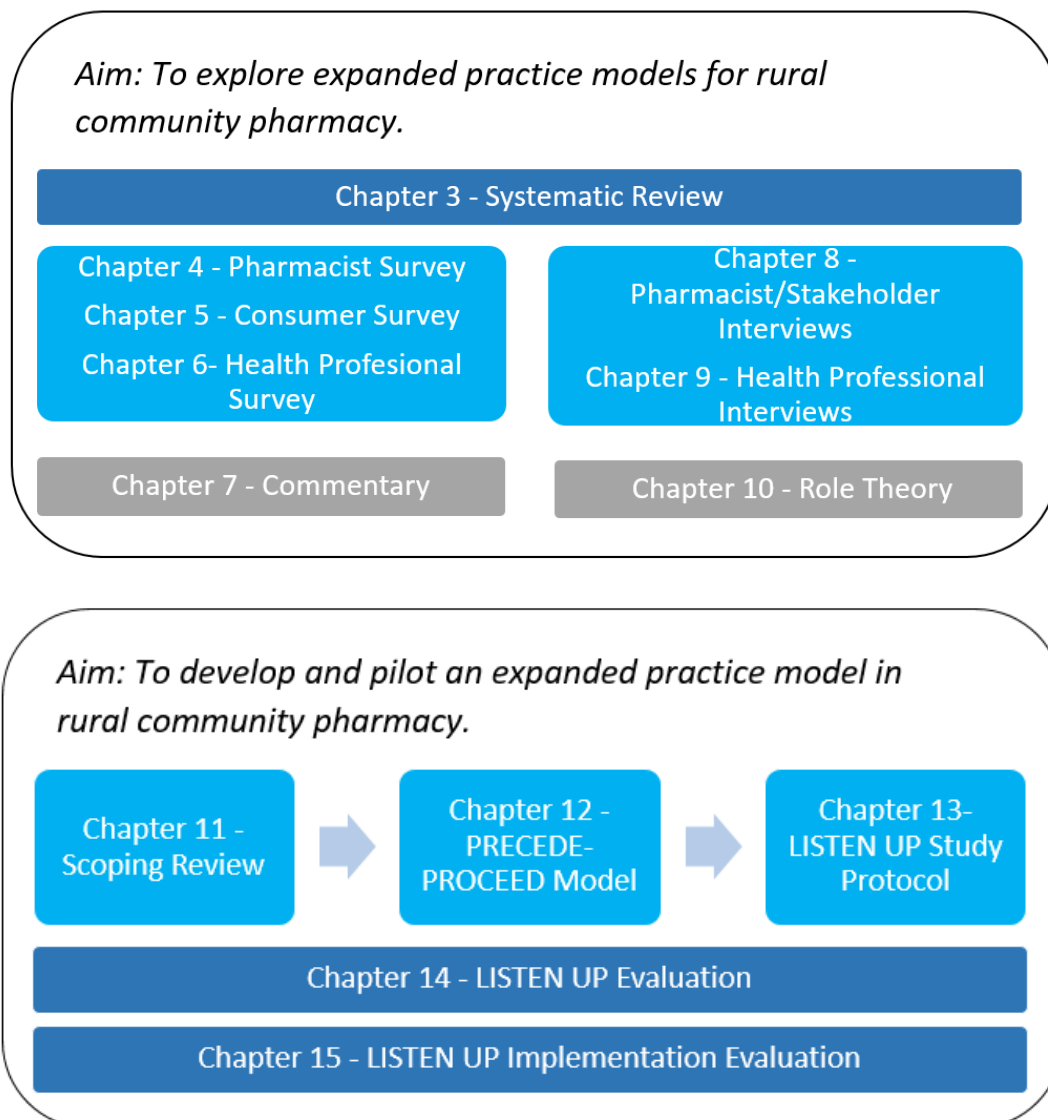 Aim: To explore expanded practice models for rural
community pharmacy.
Chapter 3 - Systematic Review
Chapter 4 - Pharmacist Survey
Chapter 5 - Consumer Survey
Chapter 6- Health Profesional
Survey
Chapter 8 -
Pharmacist/Stakeholder
Interviews
Chapter 9 - Health Professional
Interviews
Chapter 7 - Commentary
Chapter 10 - Role Theory
Aim: To develop and pilot an expanded practice model in
rural community pharmacy.
Chapter 11 -
Scoping Review
Chapter 12 -
PRECEDE-
PROCEED Model
Chapter 13-
LISTEN UP Study
Protocol
Chapter 14 - LISTEN UP Evaluation
Chapter 15 - LISTEN UP Implementation Evaluation